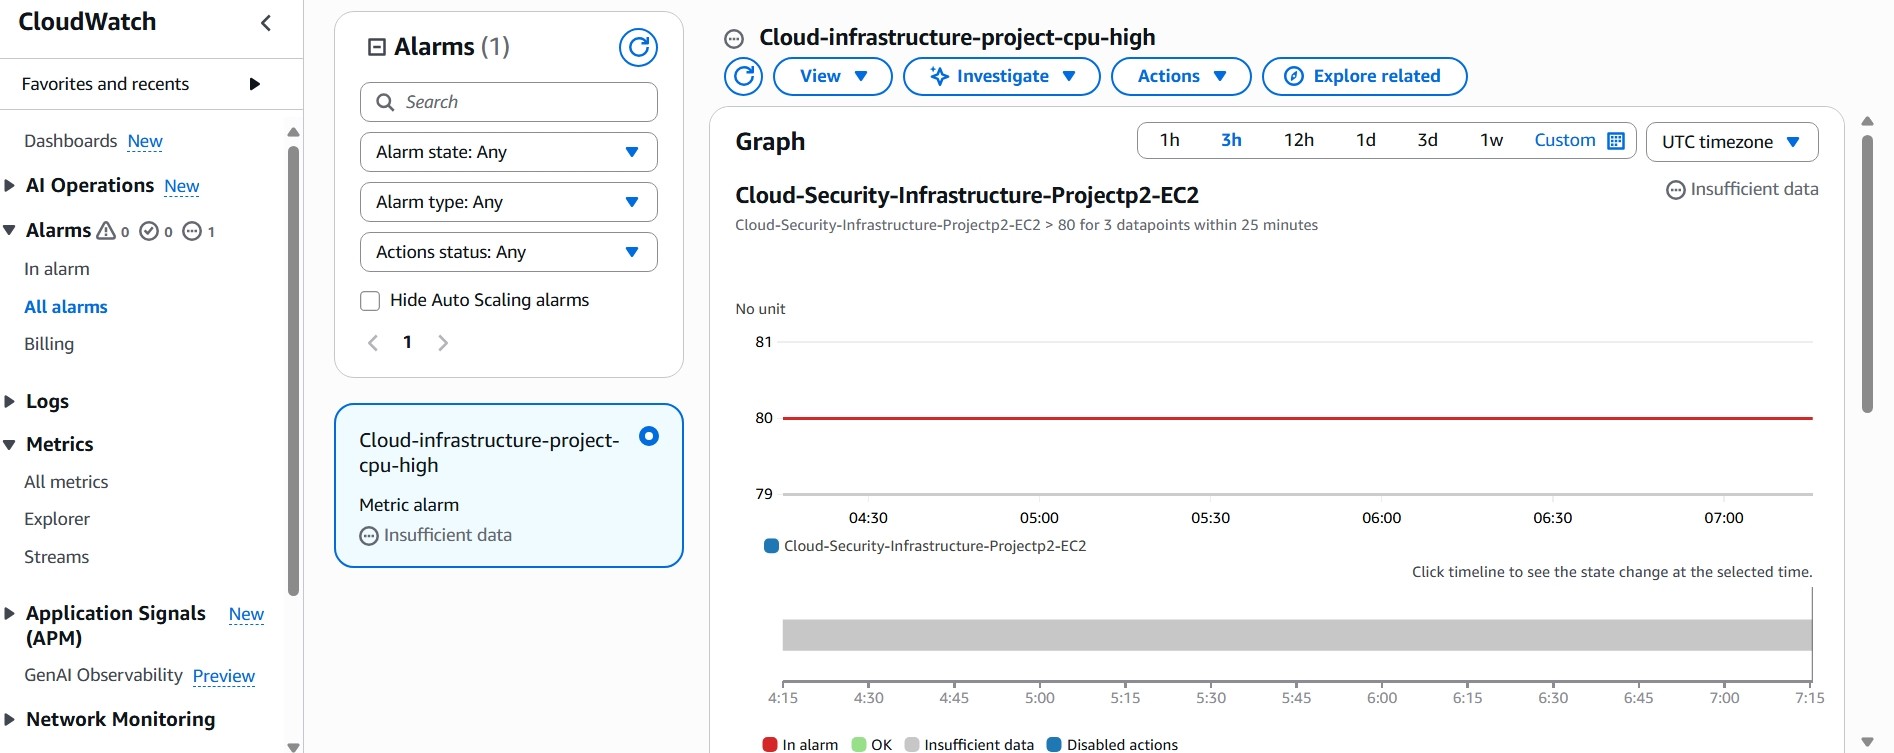 CloudWatch
Favorites and recents
Dashboards New
AI Operations New
Alarms 0 0 1
In alarm
All alarms
Billing
Logs
Metrics
All metrics
Explorer
Streams
Application Signals New
(APM)
GenAI Observability Preview
Network Monitoring
Alarms (1)
Search
Alarm state: Any
Alarm type: Any
Actions status: Any
Hide Auto Scaling alarms
1
Cloud-infrastructure-project-
cpu-high
Metric alarm
Insufficient data
Cloud-infrastructure-project-cpu-high
View Investigate Actions Explore related
Graph
1h 3h 12h 1d 3d 1w Custom UTC timezone
Cloud-Security-Infrastructure-Projectp2-EC2
Insufficient data
Cloud-Security-Infrastructure-Projectp2-EC2 > 80 for 3 datapoints within 25 minutes
No unit
81
80
79
04:30 05:00 05:30 06:00 06:30 07:00
Cloud-Security-Infrastructure-Projectp2-EC2
Click timeline to see the state change at the selected time.
4:15 4:30 4:45 5:00 5:15 5:30 5:45 6:00 6:15 6:30 6:45 7:00 7:15
In alarm OK Insufficient data Disabled actions